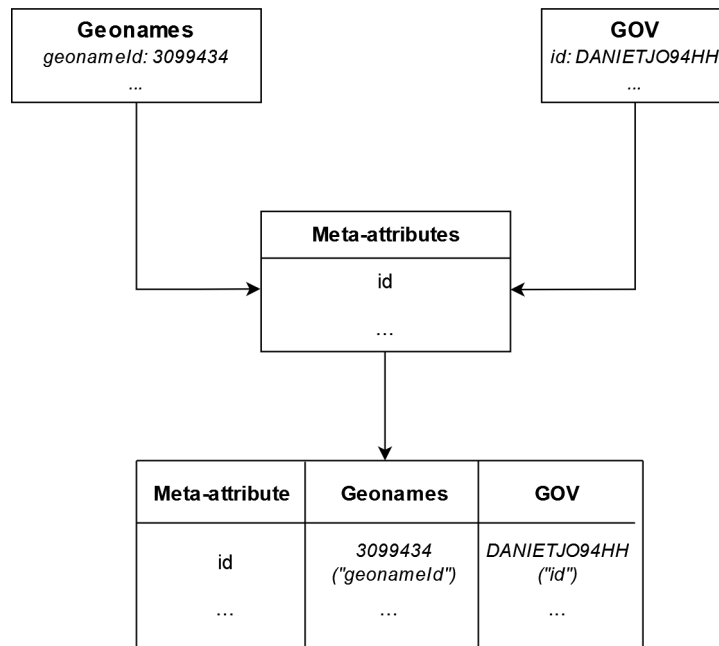 Geonames
geonameId: 3099434
...
GOV
id: DANIETJO94HH
...
Meta-attributes
id
...
Meta-attribute Geonames GOV
id 3099434 DANIETJO94HH
("geonameId") ("id")
... ... ...